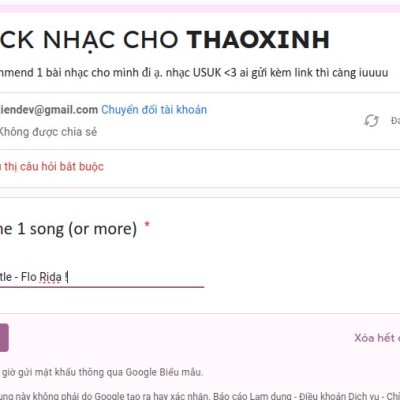 CK NHẠC CHO THAOXINH
mmend 1 bài nhạc cho mình đi ạ. nhạc USUK <3 ai gửi kèm link thì càng iuuuu
tiendev@gmail.com Chuyển đổi tài khoản
Không được chia sẻ
thị câu hỏi bắt buộc
ne 1 song (or more) *
tle - Flo Rida !
Xóa hết
giờ gửi mật khẩu thông qua Google Biểu mẫu.
ung này không phải do Google tạo ra hay xác nhận. Báo cáo Lạm dụng - Điều khoản Dịch vụ - Chí